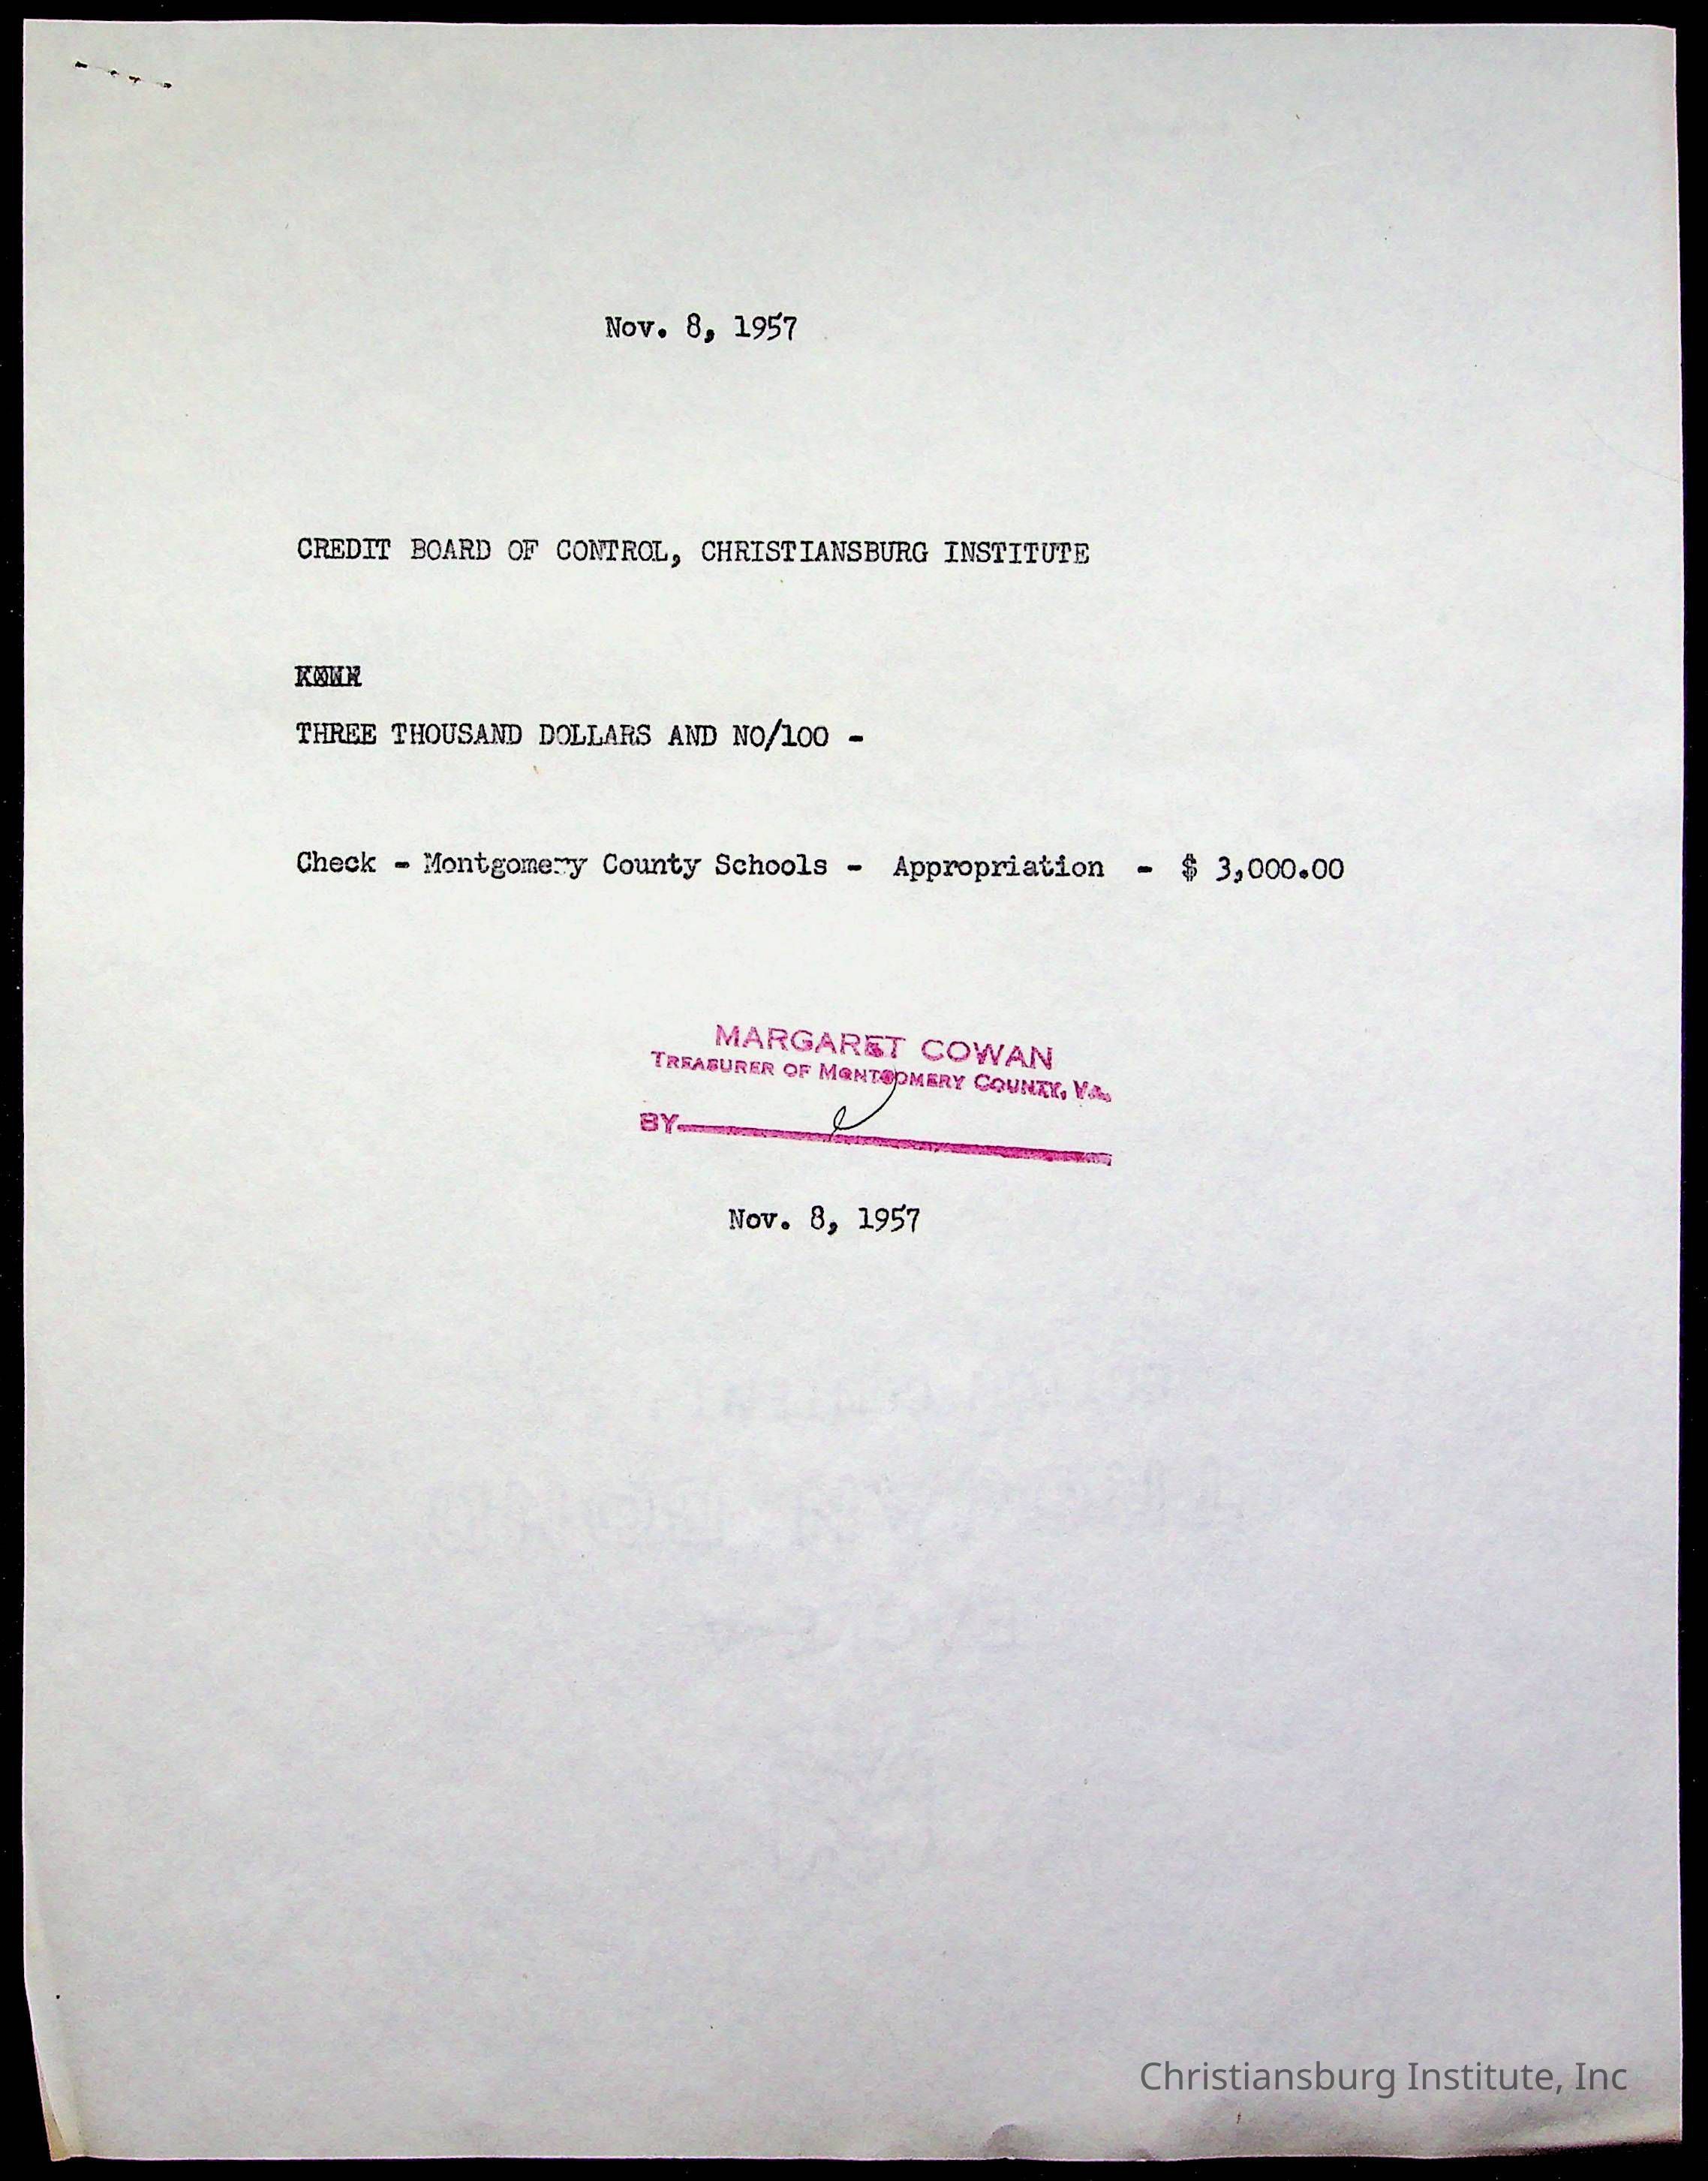 Nov. 8, 1957
CREDIT BOARD OF CONTROL, CHRISTIANSBURG INSTITUTE
THREE THOUSAND DOLLARS AND NO/100 -
Check - Montgomery County Schools - Appropriation - $ 3,000.00
MARGARET COWAN
TREASURER OF MONTGOMERY COUNTY, VA.
BY
Nov. 8, 1957
Christiansburg Institute, Inc